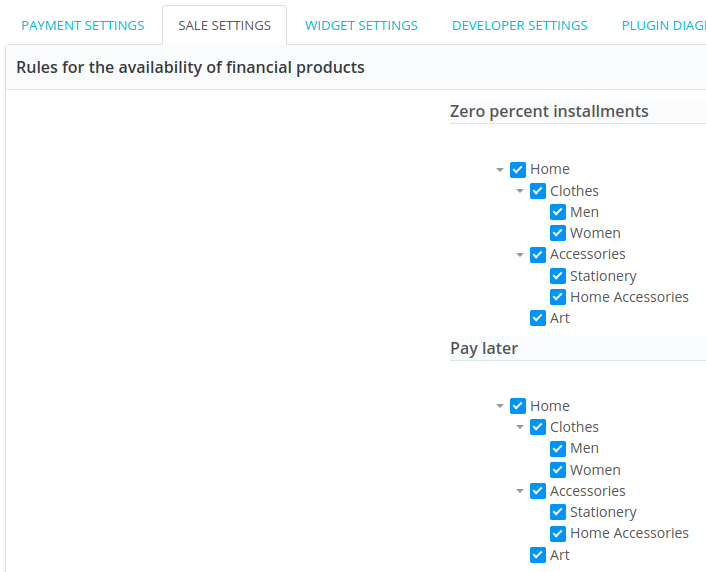 PAYMENT SETTINGS SALE SETTINGS WIDGET SETTINGS DEVELOPER SETTINGS PLUGIN
Rules for the availability of financial products
Zero percent installments
Home
Clothes
Men
Women
Accessories
Stationery
Home Accessories
Art
Pay later
Home
Clothes
Men
Women
Accessories
Stationery
Home Accessories
Art